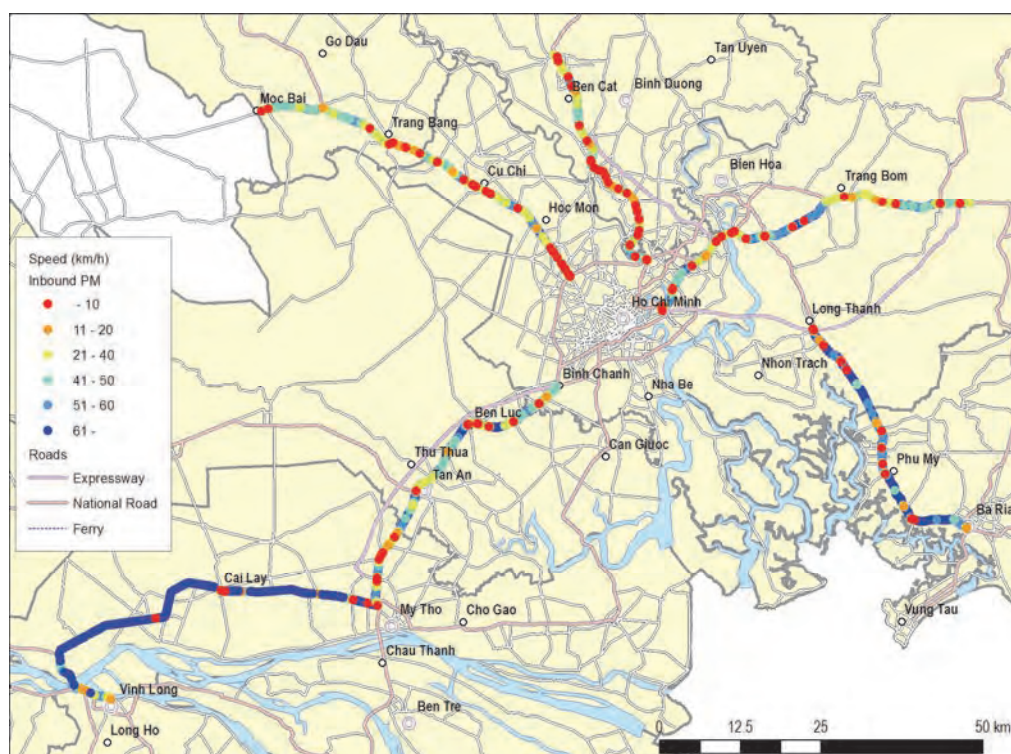 Go Dau
Tan Uyen
Ben Cat
Binh Duong
Moc Bai
Trang Bang
Bien Hoa
Cu Chi
Trang Bom
Hoc Mon
Speed (km/h)
Inbound PM
- 10
11 - 20
21 - 40
41 - 50
51 - 60
61 -
Roads
Expressway
National Road
Ferry
Ho Chi Minh
Long Thanh
Binh Chanh
Nhon Trach
Nha Be
Ben Luc
Thu Thua
Can Giuoc
Tan An
Phu My
Ba Ria
Cai Lay
My Tho
Cho Gao
Vung Tau
Chau Thanh
Vinh Long
Ben Tre
Long Ho
0 12.5 25 50 km